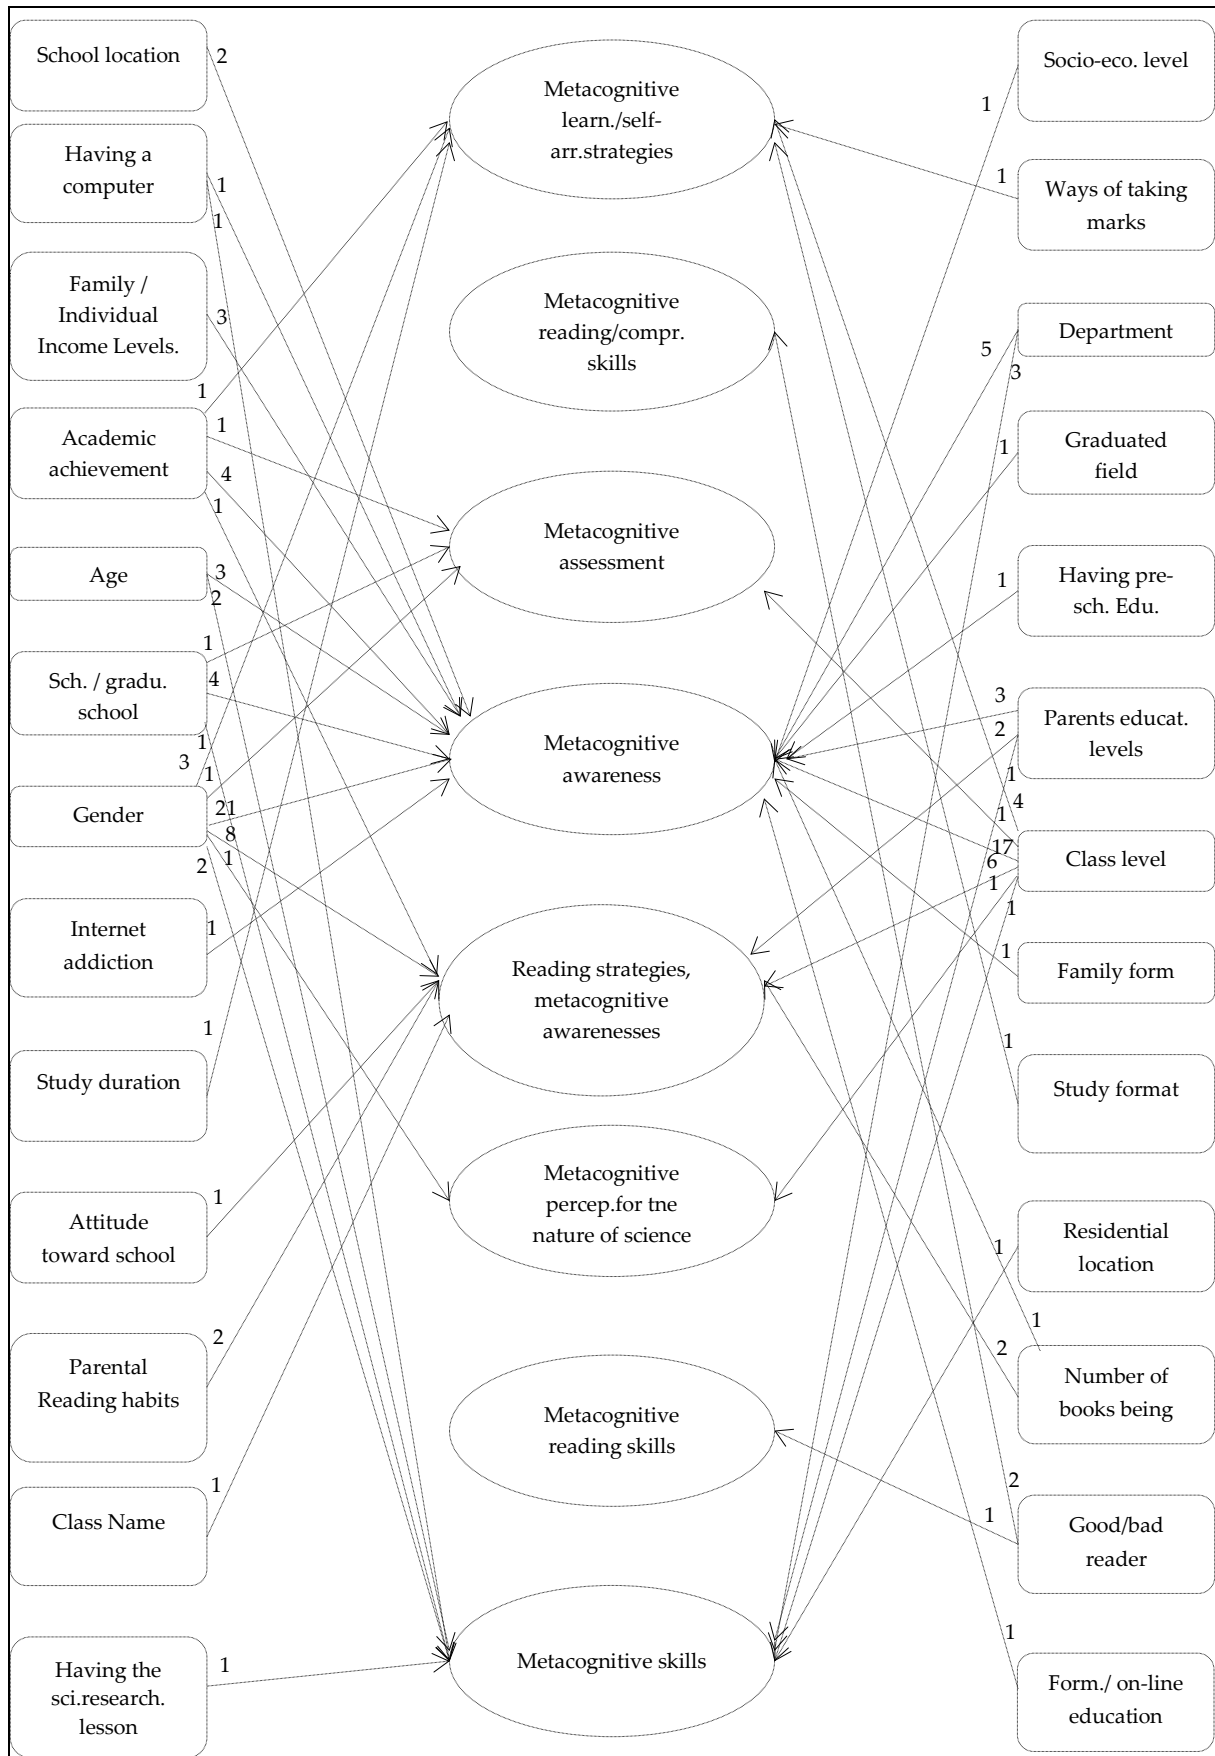 School location
2
Having a
computer
1
1
Family /
Individual
Income Levels.
3
1
Academic
achievement
1
4
1
Age
3
2
Sch. / gradu.
school
1
4
1
3
Gender
1
21
8
1
2
Internet
addiction
1
Study duration
1
Attitude
toward school
1
Parental
Reading habits
2
Class Name
1
Having the
sci.research.
lesson
1
Metacognitive
learn./self-
arr.strategies
Metacognitive
reading/compr.
skills
Metacognitive
assessment
Metacognitive
awareness
Reading strategies,
metacognitive
awarenesses
Metacognitive
percep.for tne
nature of science
Metacognitive
reading skills
Metacognitive skills
Socio-eco. level
1
Ways of taking
marks
1
Department
5
3
Graduated
field
1
Having pre-
sch. Edu.
1
Parents educat.
levels
3
2
1
4
1
17
Class level
6
1
1
Family form
1
Study format
1
Residential
location
1
Number of
books being
1
2
Good/bad
reader
2
1
Form./ on-line
education
1